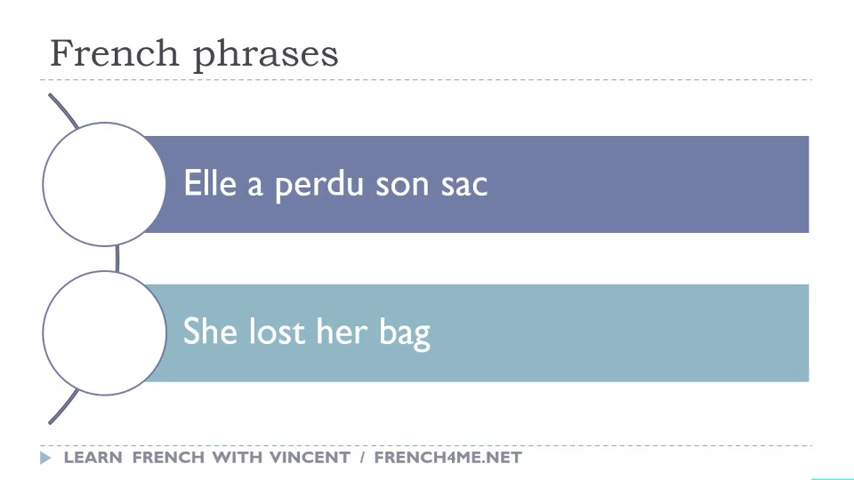 French phrases
Elle a perdu son sac
She lost her bag
LEARN FRENCH WITH VINCENT / FRENCH4ME.NET